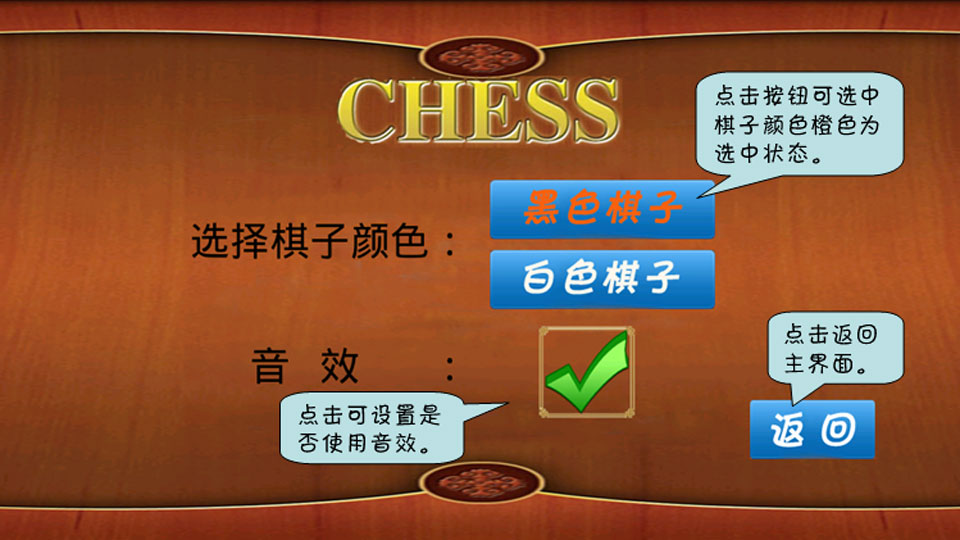 CHESS
点击按钮可选中
棋子颜色橙色为
选中状态。
黑色棋子
选择棋子颜色：
白色棋子
点击返回
主界面。
音 效 ：
点击可设置是
否使用音效。
返回